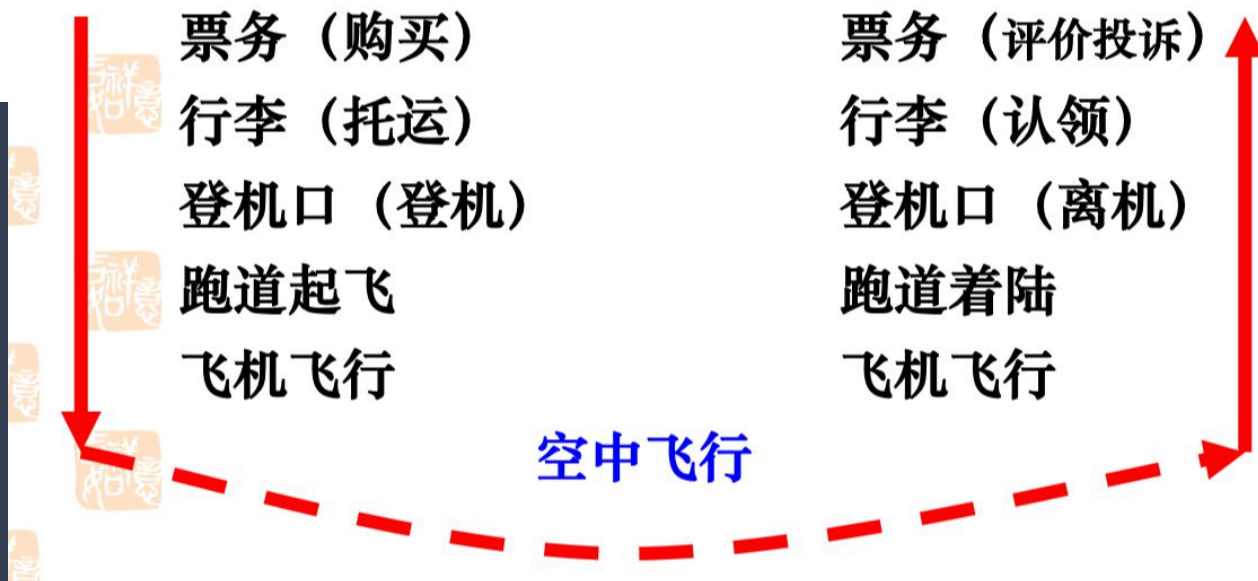 票务（购买）
行李（托运）
登机口（登机）
跑道起飞
飞机飞行
票务（评价投诉）
行李（认领）
登机口（离机）
跑道着陆
飞机飞行
空中飞行